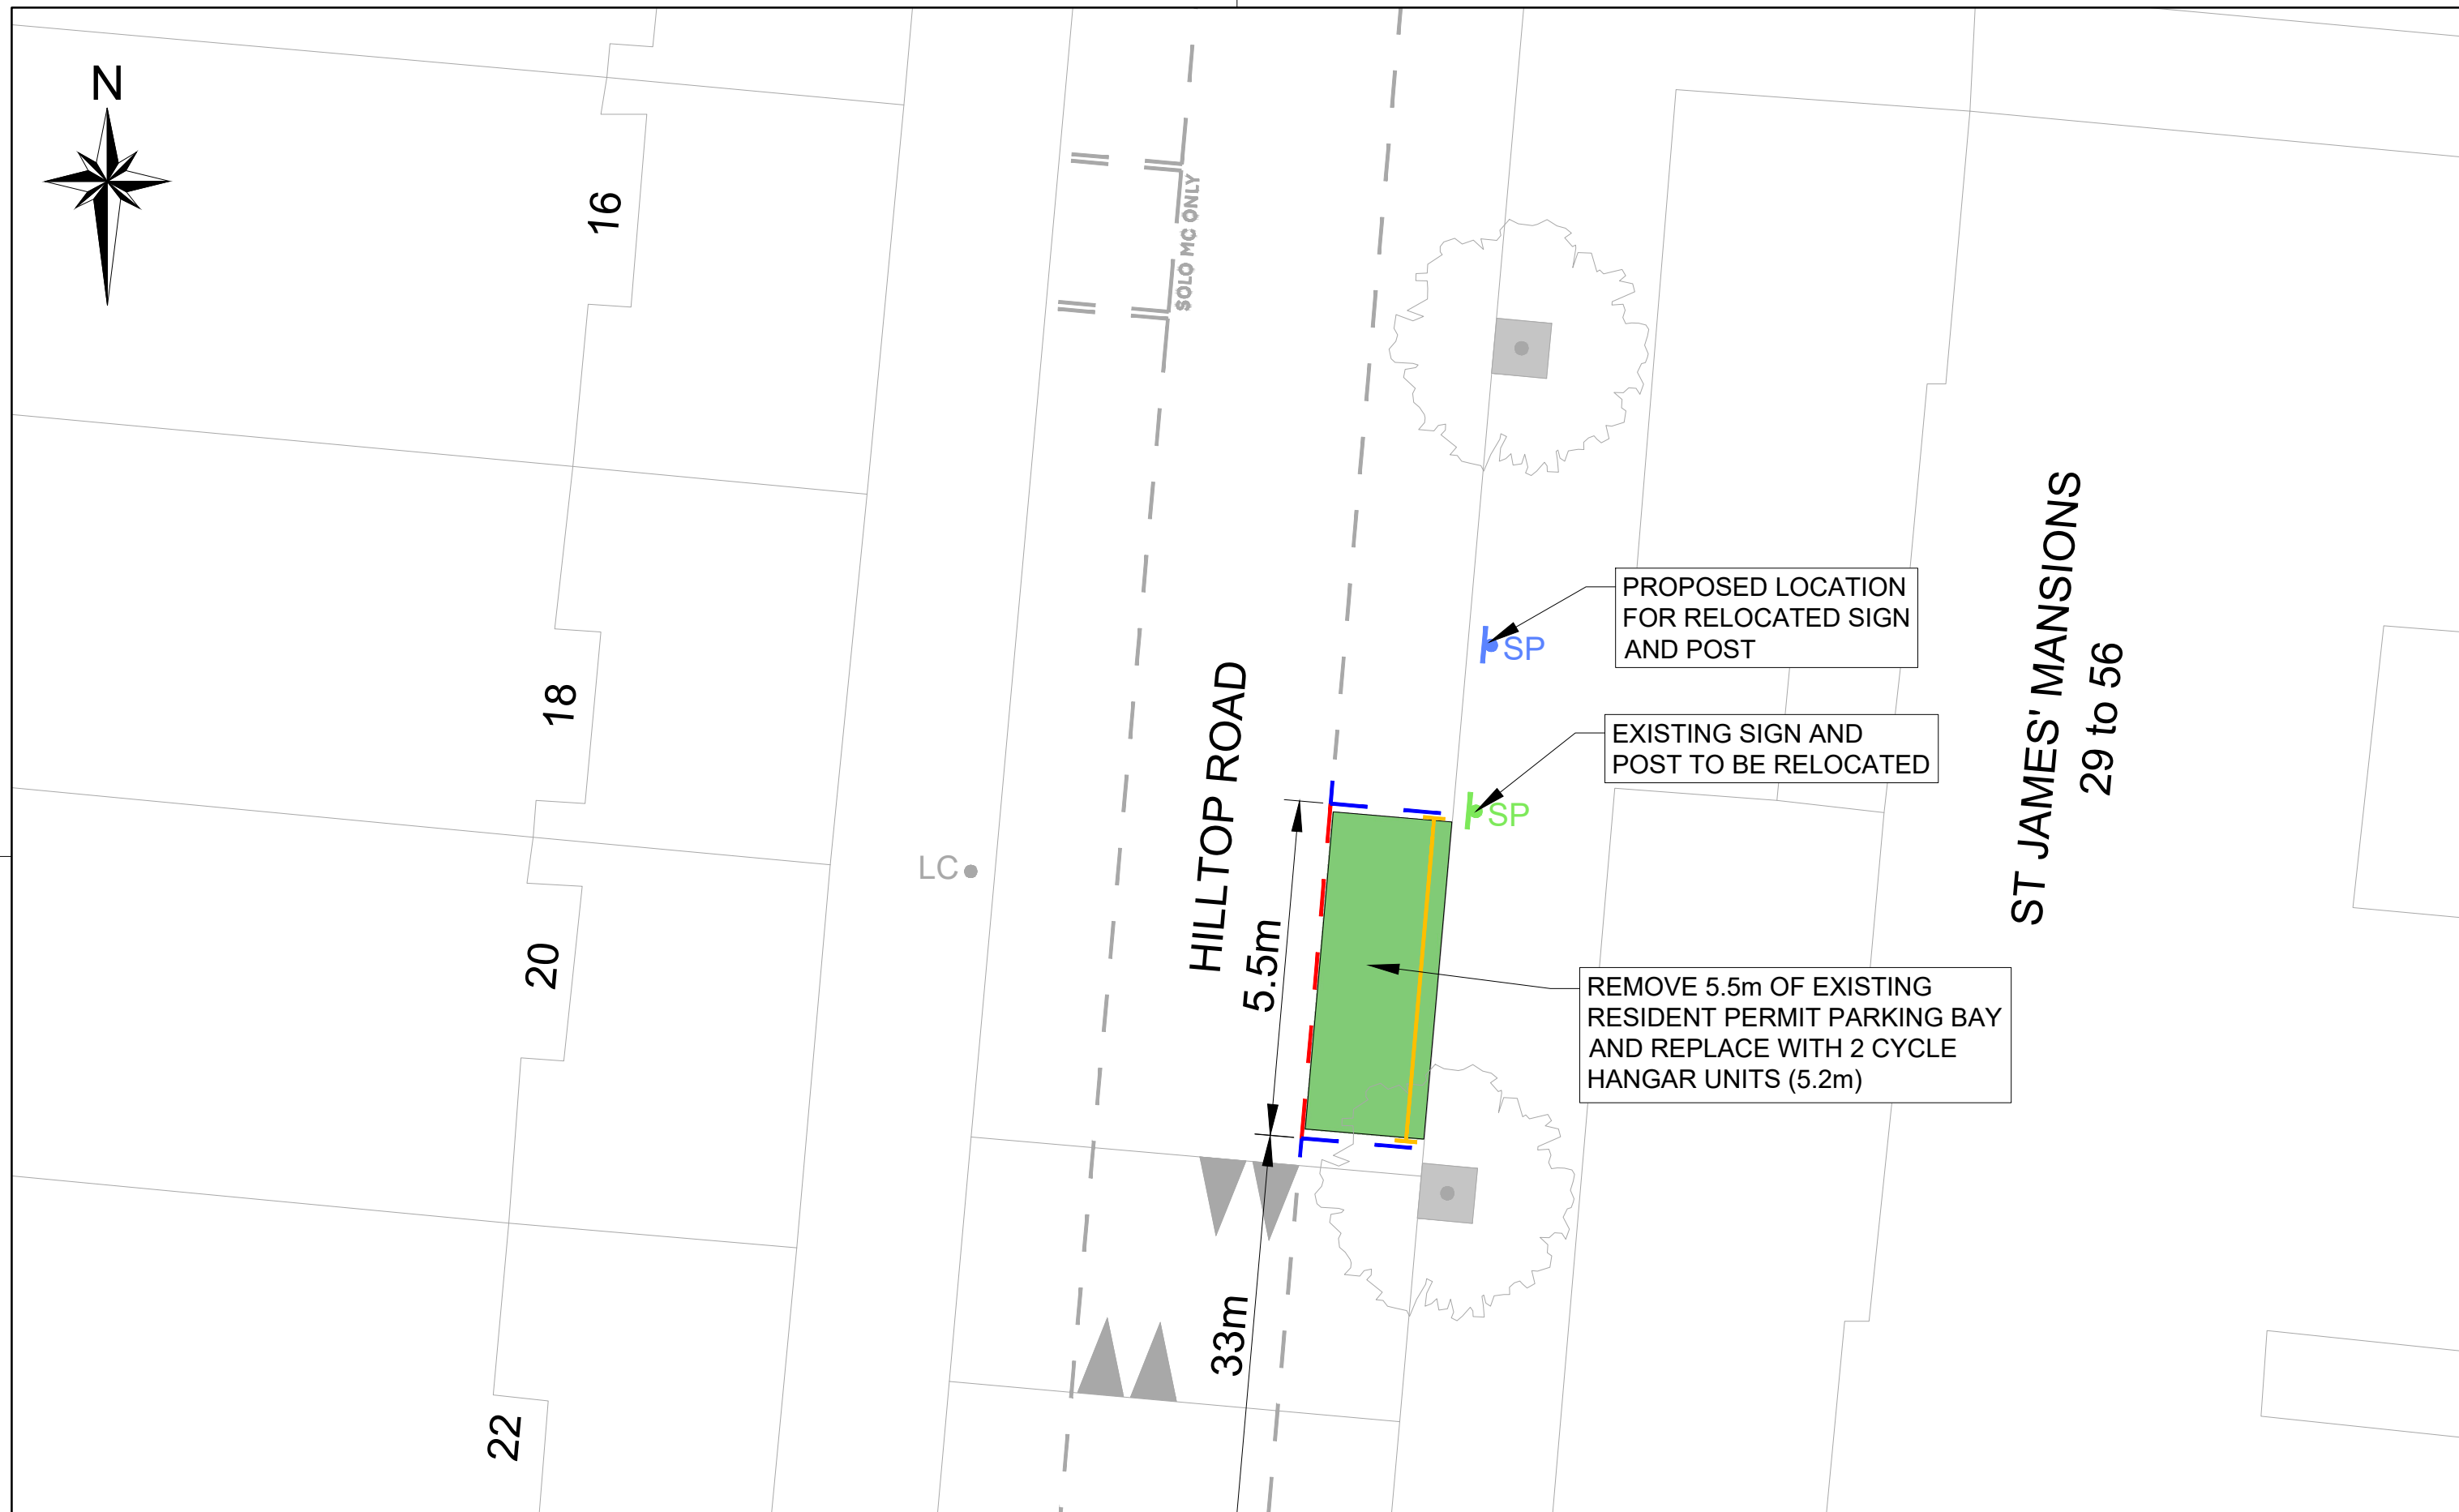 N
16
SOLO MC ONLY
PROPOSED LOCATION
FOR RELOCATED SIGN
AND POST
SP
18
HILLTOP ROAD
ST JAMES' MANSIONS
29 to 56
EXISTING SIGN AND
POST TO BE RELOCATED
SP
LC
20
5.5m
REMOVE 5.5m OF EXISTING
RESIDENT PERMIT PARKING BAY
AND REPLACE WITH 2 CYCLE
HANGAR UNITS (5.2m)
33m
22